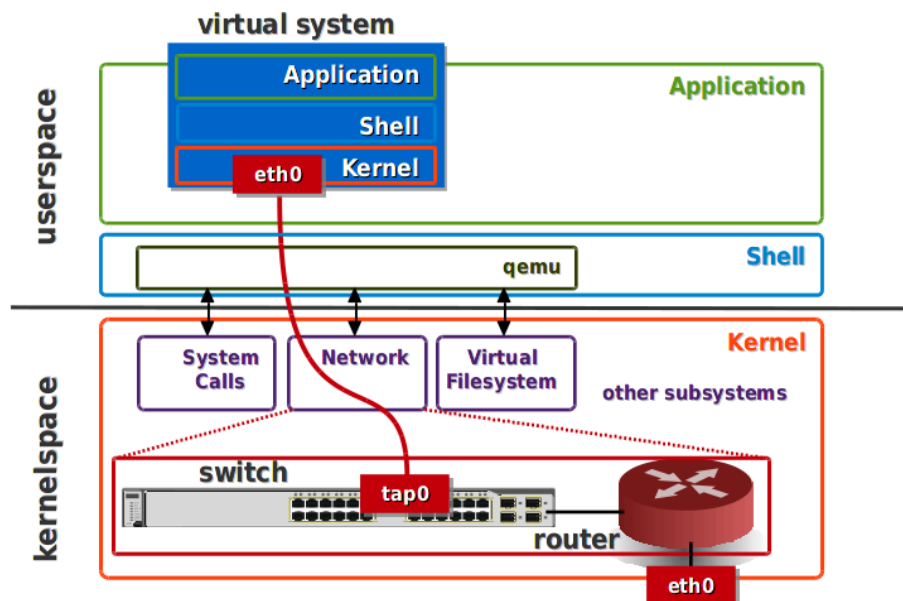 virtual system
Application
Shell
Kernel
eth0
Application
userspace
Shell
qemu
Kernel
System
Calls
Network
Virtual
Filesystem
other subsystems
kernelspace
switch
tap0
router
eth0